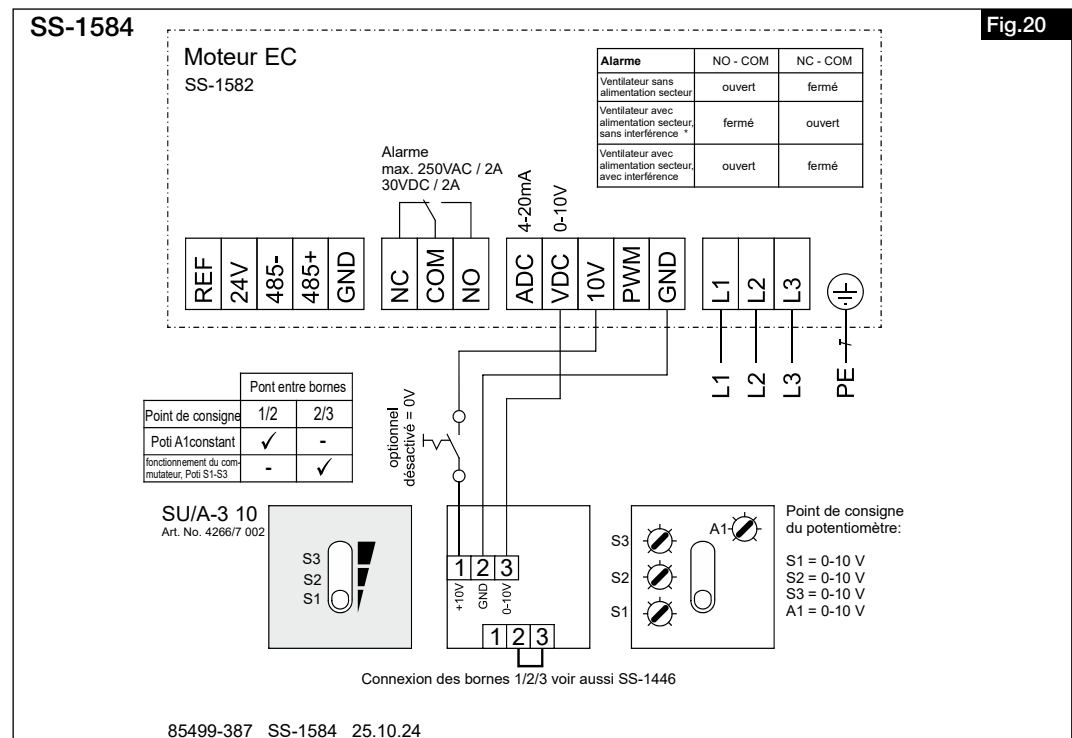 SS-1584
Fig.20
Moteur EC
SS-1582
Alarme NO - COM NC - COM
Ventilateur sans
alimentation secteur
ouvert fermé
Ventilateur avec
alimentation secteur,
sans interférence *
fermé ouvert
Ventilateur avec
alimentation secteur,
avec interférence
ouvert fermé
Alarme
max. 250VAC / 2A
30VDC / 2A
4-20mA
0-10V
REF 24V 485- 485+ GND
NC COM NO
ADC VDC 10V PWM GND
L1 L2 L3
L1 L2 L3 PE
Pont entre bornes
Point de consigne 1/2 2/3
Poti A1constant ✓ -
fonctionnement du com-
mutateur, Poti S1-S3
- ✓
optionnel
désactivé = 0V
SU/A-3 10
Art. No. 4266/7 002
S3
S2
S1
1 2 3
+10V GND 0-10V
1 2 3
S3
S2
S1
A1
Point de consigne
du potentiomètre:
S1 = 0-10 V
S2 = 0-10 V
S3 = 0-10 V
A1 = 0-10 V
Connexion des bornes 1/2/3 voir aussi SS-1446
85499-387 SS-1584 25.10.24